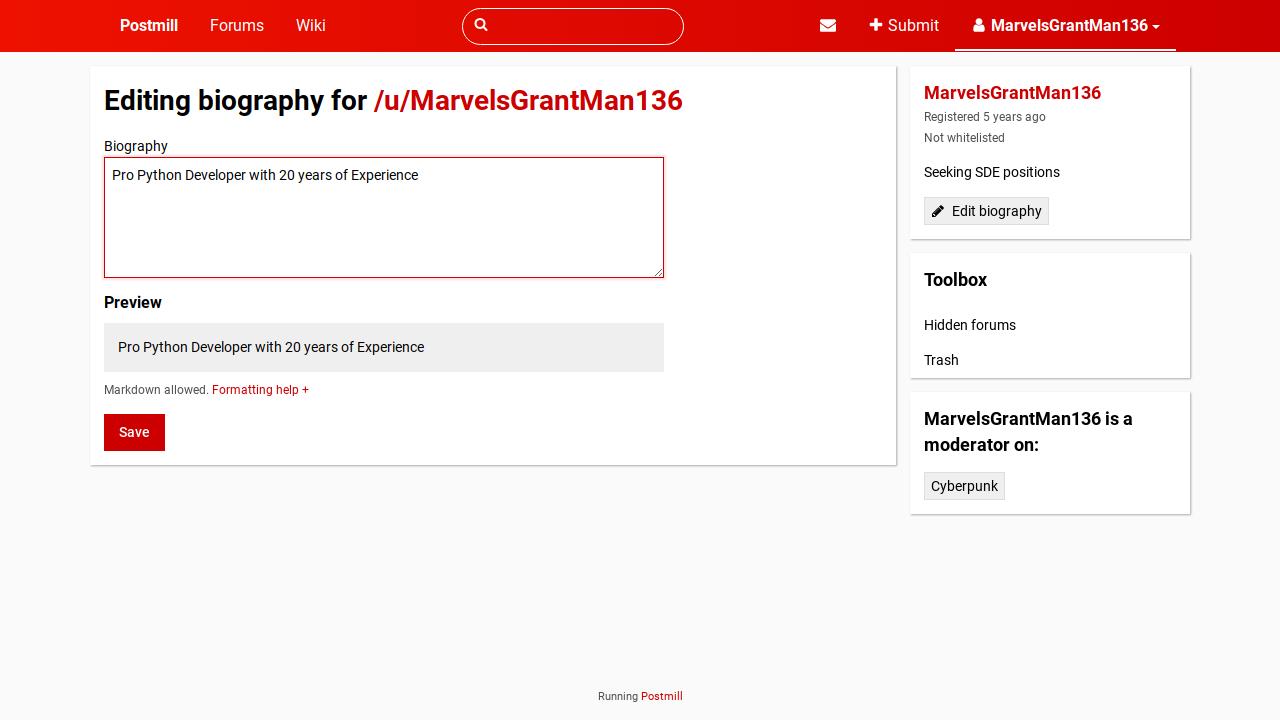 Postmill
Forums
Wiki
Submit
MarvelsGrantMan136
Editing biography for /u/MarvelsGrantMan136
Biography
Pro Python Developer with 20 years of Experience
Preview
Pro Python Developer with 20 years of Experience
Markdown allowed. Formatting help +
Save
MarvelsGrantMan136
Registered 5 years ago
Not whitelisted
Seeking SDE positions
Edit biography
Toolbox
Hidden forums
Trash
MarvelsGrantMan136 is a
moderator on:
Cyberpunk
Running Postmill